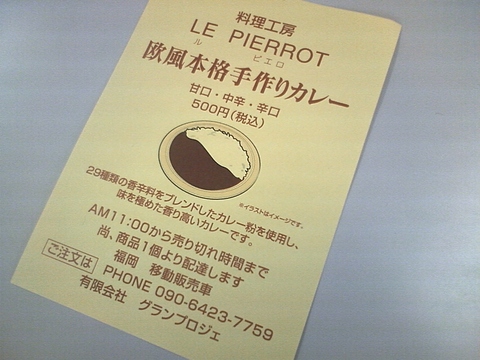 料理工房
LE PIERROT
ル ピエロ
欧風本格手作りカレー
甘口・中辛・辛口
500円(税込)
※イラストはイメージです。
29種類の香辛料をブレンドしたカレー粉を使用し、
味を極めた香り高いカレーです。
AM11:00から売り切れ時間まで
尚、商品1個より配達します
ご注文は
福岡 移動販売車
PHONE 090-6423-7759
有限会社 グランプロジェ